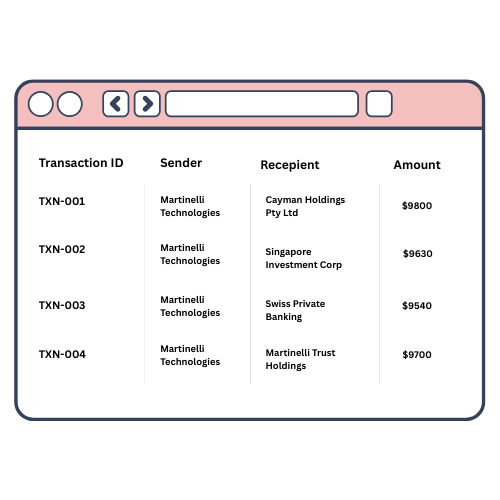 Transaction ID Sender Recepient Amount
TXN-001 Martinelli Technologies Cayman Holdings Pty Ltd $9800
TXN-002 Martinelli Technologies Singapore Investment Corp $9630
TXN-003 Martinelli Technologies Swiss Private Banking $9540
TXN-004 Martinelli Technologies Martinelli Trust Holdings $9700